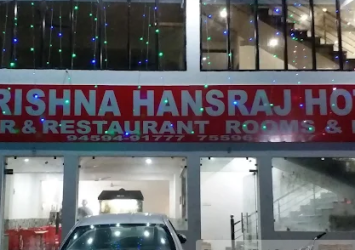 RISHNA HANSRAJ HO
R & RESTAURANT ROOMS &
94594-91777